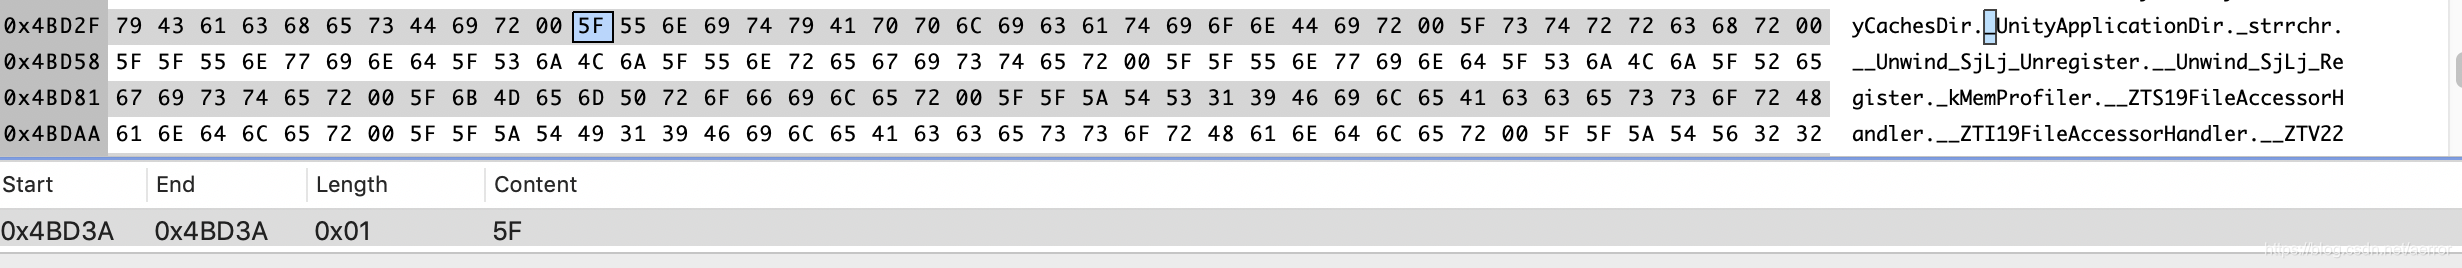 0x4BD2F 79 43 61 63 68 65 73 44 69 72 00 5F 55 6E 69 74 79 41 70 70 6C 69 63 61 74 69 6F 6E 44 69 72 00 5F 73 74 72 72 63 68 72 00 yCachesDir._UnityApplicationDir._strrchr.
0x4BD58 5F 5F 55 6E 77 69 6E 64 5F 53 6A 4C 6A 5F 55 6E 72 65 67 69 73 74 65 72 00 5F 5F 55 6E 77 69 6E 64 5F 53 6A 4C 6A 5F 52 65 __Unwind_SjLj_Unregister.__Unwind_SjLj_Re
0x4BD81 67 69 73 74 65 72 00 5F 6B 4D 65 6D 50 72 6F 66 69 6C 65 72 00 5F 5F 5A 54 53 31 39 46 69 6C 65 41 63 63 65 73 73 6F 72 48 gister._kMemProfiler.__ZTS19FileAccessorH
0x4BDAA 61 6E 64 6C 65 72 00 5F 5F 5A 54 49 31 39 46 69 6C 65 41 63 63 65 73 73 6F 72 48 61 6E 64 6C 65 72 00 5F 5F 5A 54 56 32 32 andler.__ZTI19FileAccessorHandler.__ZTV22
Start End Length Content
0x4BD3A 0x4BD3A 0x01 5F